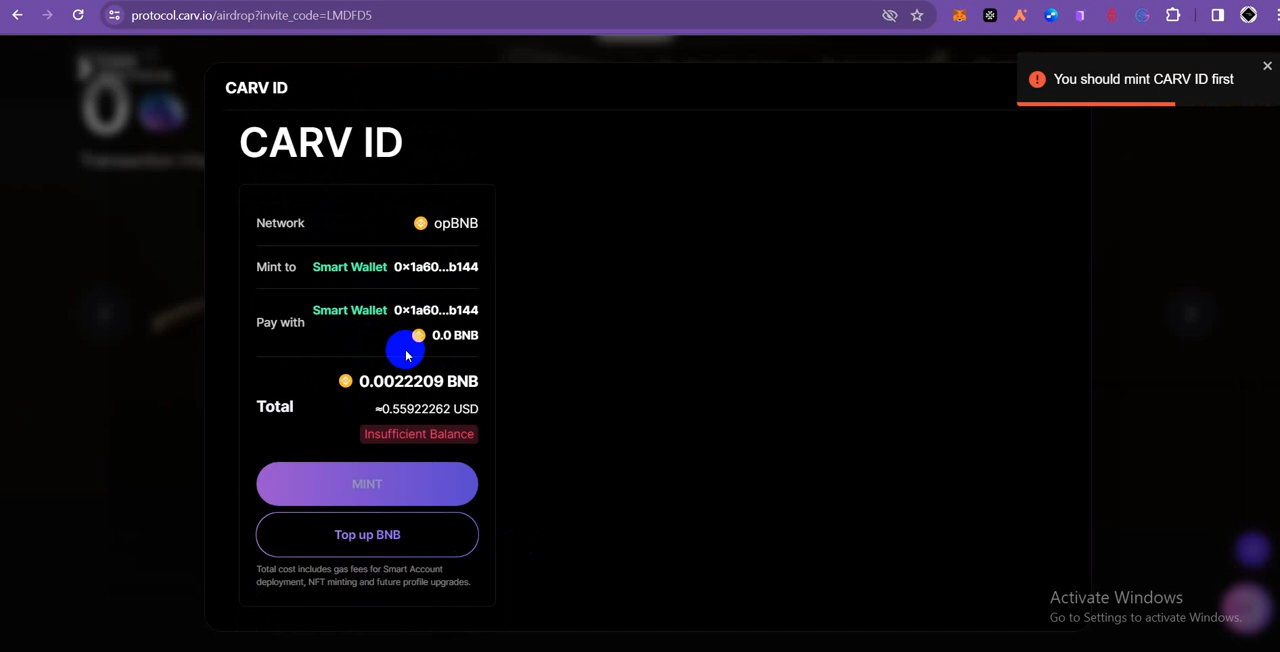 protocol.carv.io/airdrop?invite_code=LMDFD5
You should mint CARV ID first
CARV ID
CARV ID
Network opBNB
Mint to Smart Wallet 0×1a60...b144
Smart Wallet 0×1a60...b144
Pay with
0.0 BNB
0.0022209 BNB
Total
≈0.55922262 USD
Insufficient Balance
MINT
Top up BNB
Total cost includes gas fees for Smart Account
deployment, NFT minting and future profile upgrades.
Activate Windows
Go to Settings to activate Windows.